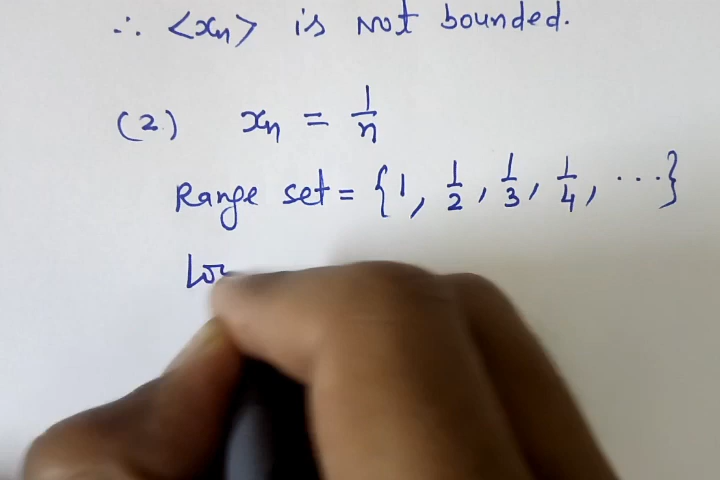 ∴ <xn> is not bounded.
(2) xn = 1/n
Range set = {1, 1/2, 1/3, 1/4, ...}